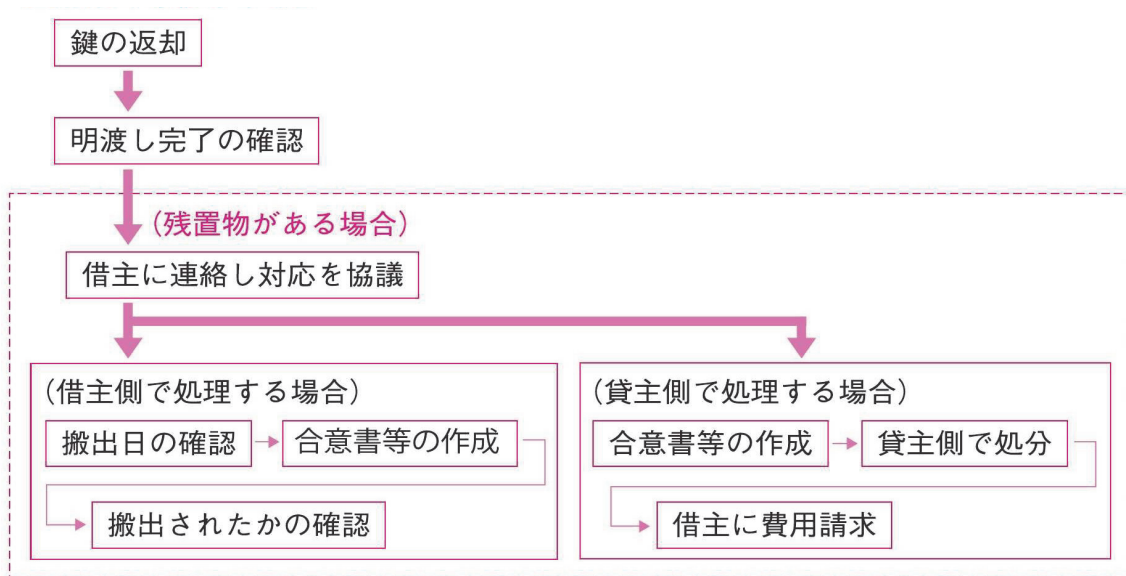 鍵の返却
明渡し完了の確認
(残置物がある場合)
借主に連絡し対応を協議
(借主側で処理する場合)
搬出日の確認
合意書等の作成
搬出されたかの確認
(貸主側で処理する場合)
合意書等の作成
貸主側で処分
借主に費用請求